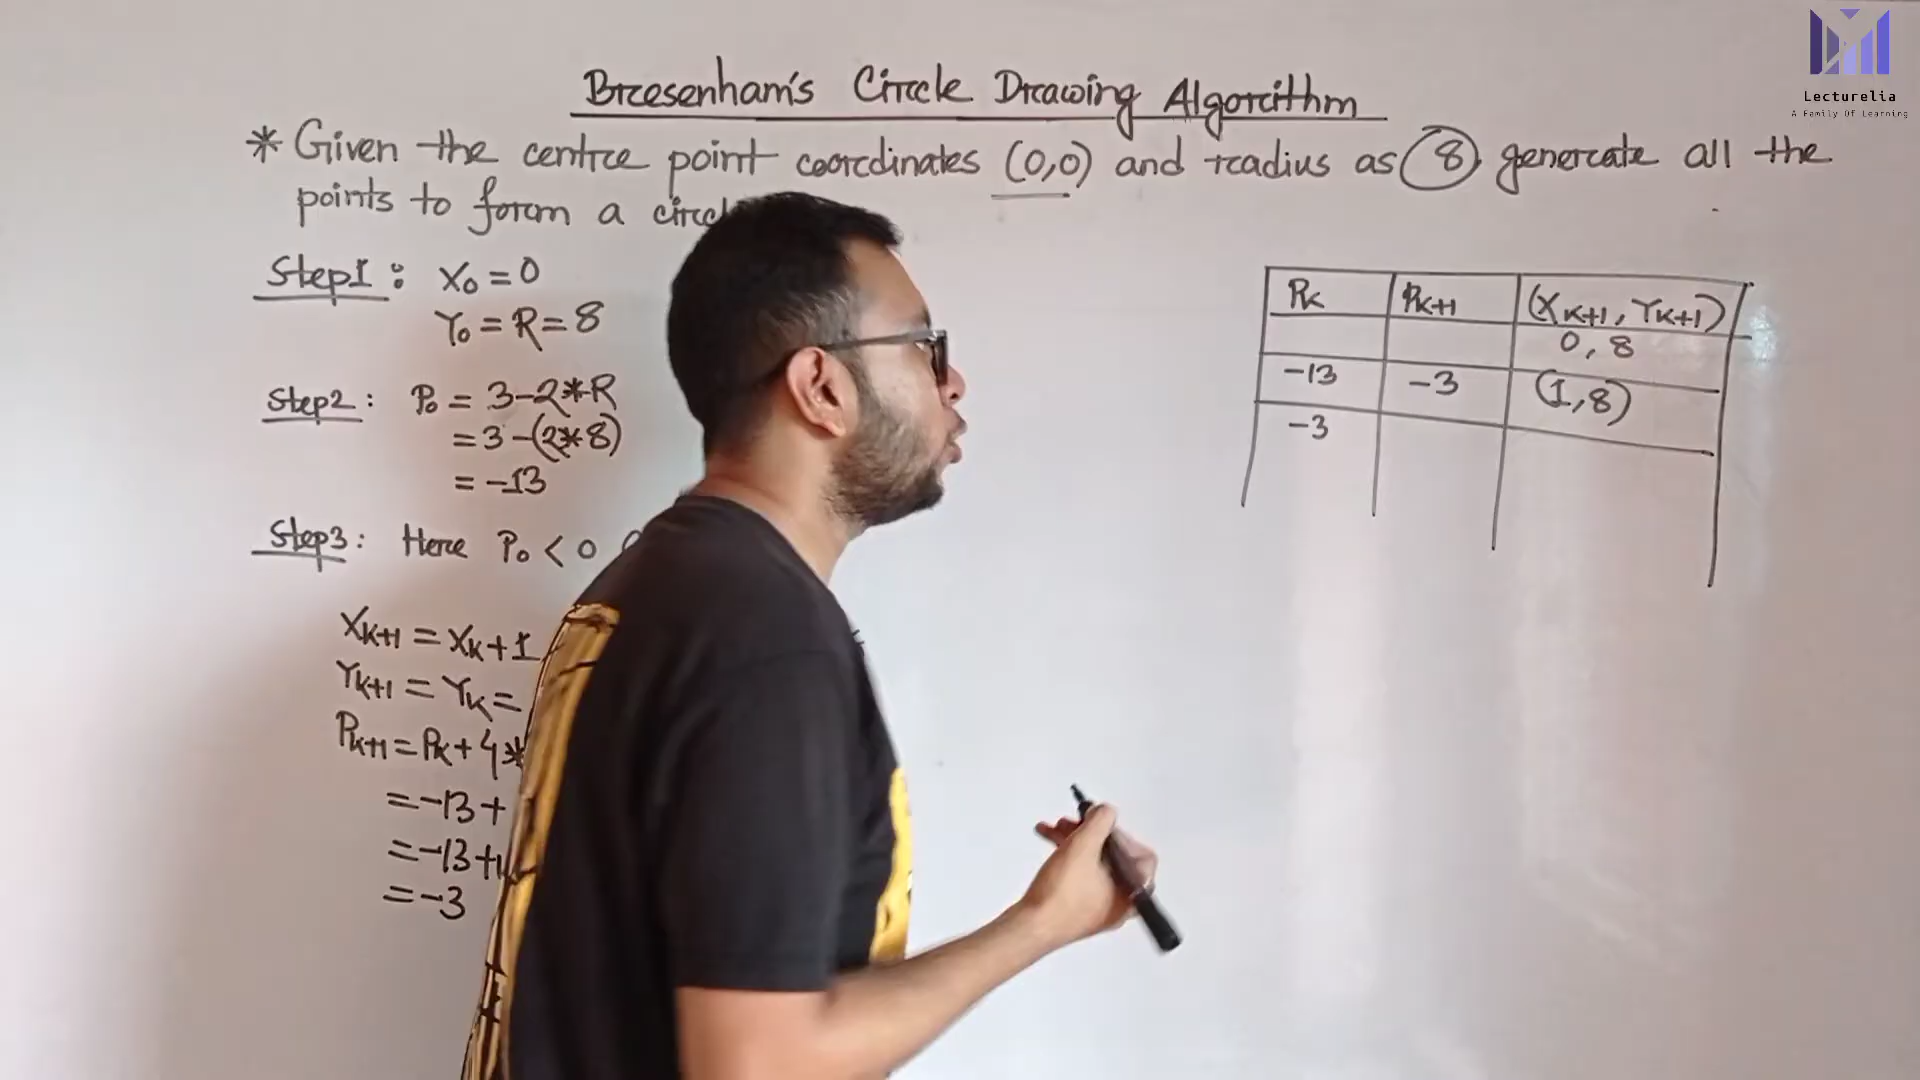 Bresenham's Circle Drawing Algorithm
* Given the centre point coordinates (0,0) and radius as 8, generate all the
points to form a
Step1: X0 = 0
Y0 = R = 8
Step2: P0 = 3-2*R
= 3-(2*8)
= -13
Step3: Here P0 < 0
XK+1 = XK+1
YK+1 = YK =
PK+1 = PK+4*
= -13+
= -13+
= -3
PK PK+1 (XK+1, YK+1)
0, 8
-13 -3 (1,8)
-3
Lecturelia
A Family Of Learning